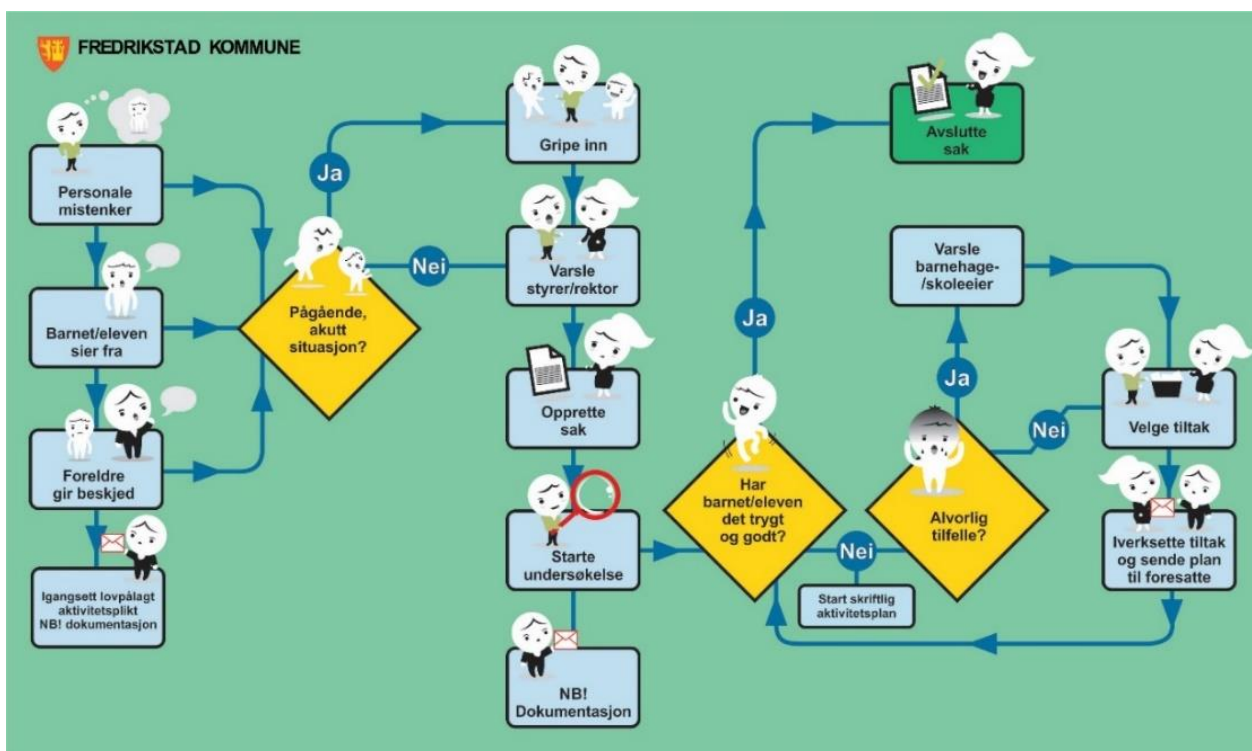 FREDRIKSTAD KOMMUNE
Personale
mistenker
Barnet/eleven
sier fra
Foreldre
gir beskjed
Igangsett lovpålagt
aktivitetsplikt
NB! dokumentasjon
Pågående,
akutt
situasjon?
Ja
Nei
Gripe inn
Varsle
styrer/rektor
Opprette
sak
Starte
undersøkelse
NB!
Dokumentasjon
Har
barnet/eleven
det trygt
og godt?
Ja
Avslutte
sak
Nei
Start skriftlig
aktivitetsplan
Alvorlig
tilfelle?
Ja
Varsle
barnehage-
/skoleeier
Nei
Velge tiltak
Iverksette tiltak
og sende plan
til foresatte